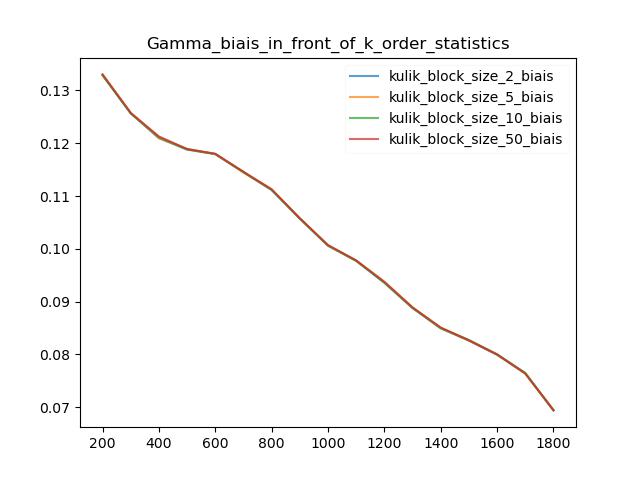 Gamma_biais_in_front_of_k_order_statistics
kulik_block_size_2_biais
kulik_block_size_5_biais
kulik_block_size_10_biais
kulik_block_size_50_biais
0.13
0.12
0.11
0.10
0.09
0.08
0.07
200 400 600 800 1000 1200 1400 1600 1800